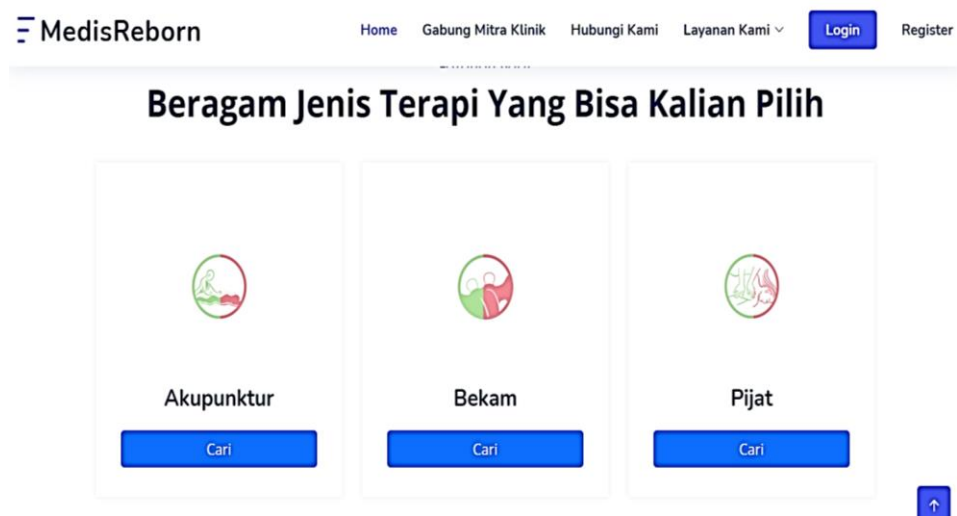 MedisReborn Home Gabung Mitra Klinik Hubungi Kami Layanan Kami Login Register
Beragam Jenis Terapi Yang Bisa Kalian Pilih
Akupunktur Bekam Pijat
Cari Cari Cari